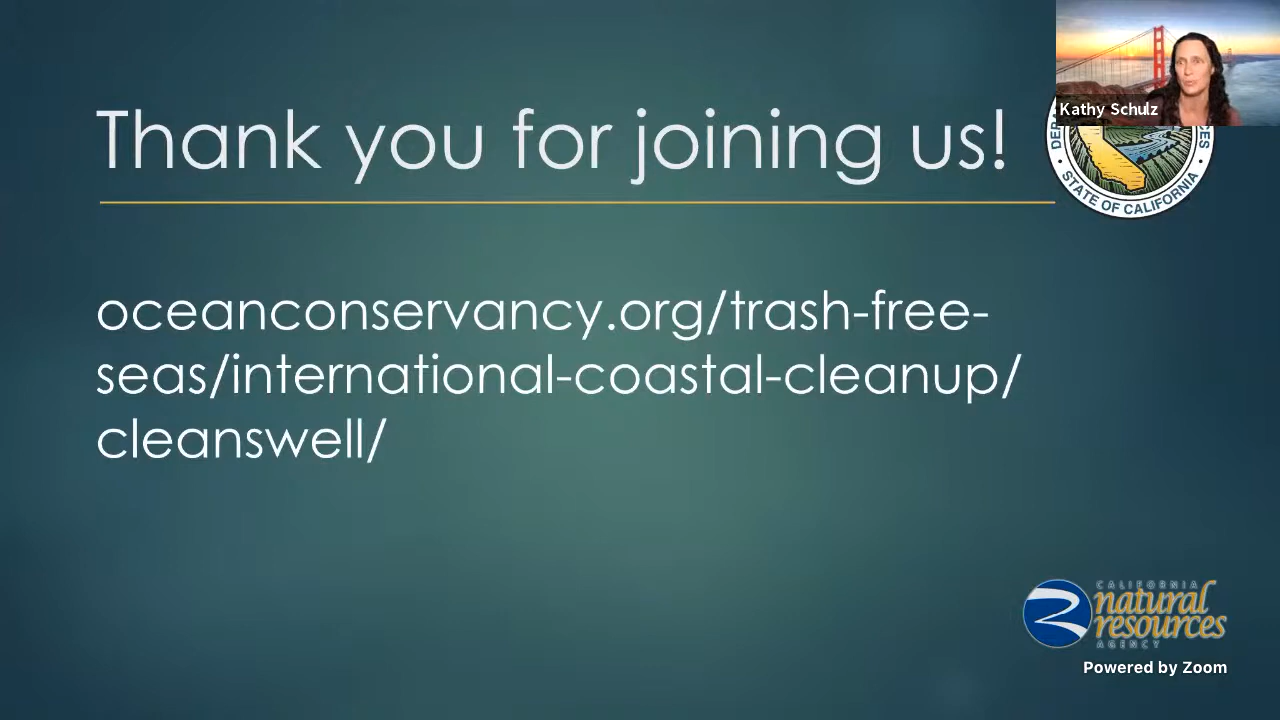 Thank you for joining us!
Kathy Schulz
STATE OF CALIFORNIA
oceanconservancy.org/trash-free-
seas/international-coastal-cleanup/
cleanswell/
CALIFORNIA
natural
resources
AGENCY
Powered by Zoom